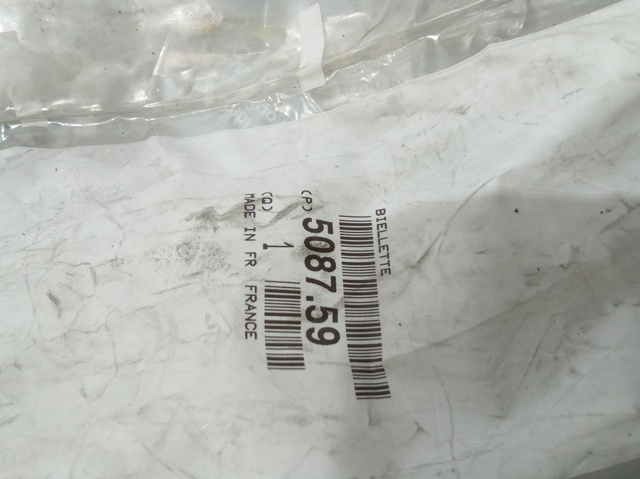 BIELLETTE
(P) 5087.59
(Q) 1
MADE IN FR FRANCE